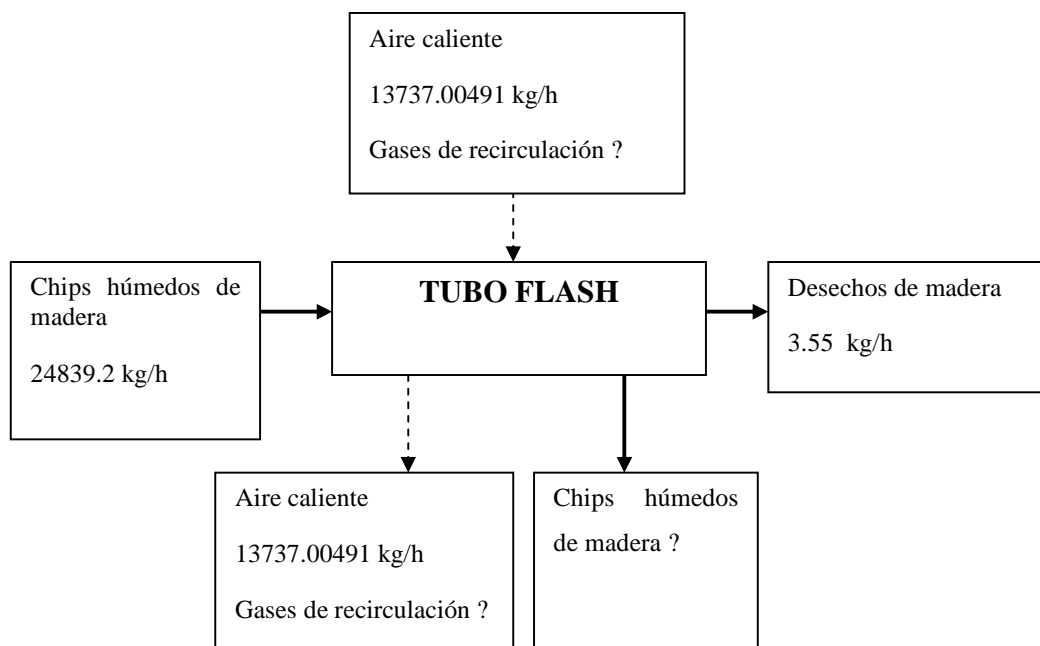 Aire caliente
13737.00491 kg/h
Gases de recirculación ?
Chips húmedos de
madera
24839.2 kg/h
TUBO FLASH
Desechos de madera
3.55 kg/h
Aire caliente
13737.00491 kg/h
Gases de recirculación ?
Chips húmedos
de madera ?